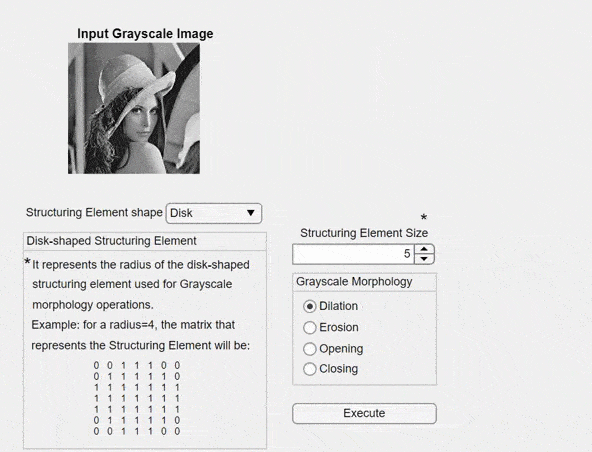 Input Grayscale Image
Structuring Element shape Disk
*
Structuring Element Size
5
Disk-shaped Structuring Element
* It represents the radius of the disk-shaped
structuring element used for Grayscale
morphology operations.
Example: for a radius=4, the matrix that
represents the Structuring Element will be:
0 0 1 1 1 0 0
0 1 1 1 1 1 0
1 1 1 1 1 1 1
1 1 1 1 1 1 1
1 1 1 1 1 1 1
0 1 1 1 1 1 0
0 0 1 1 1 0 0
Grayscale Morphology
Dilation
Erosion
Opening
Closing
Execute